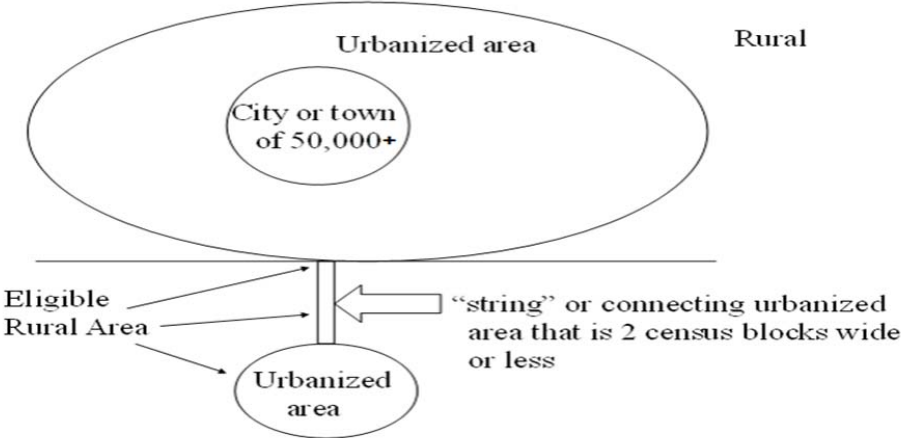 Urbanized area
Rural
City or town
of 50,000+
Eligible
Rural Area
“string” or connecting urbanized
area that is 2 census blocks wide
or less
Urbanized
area